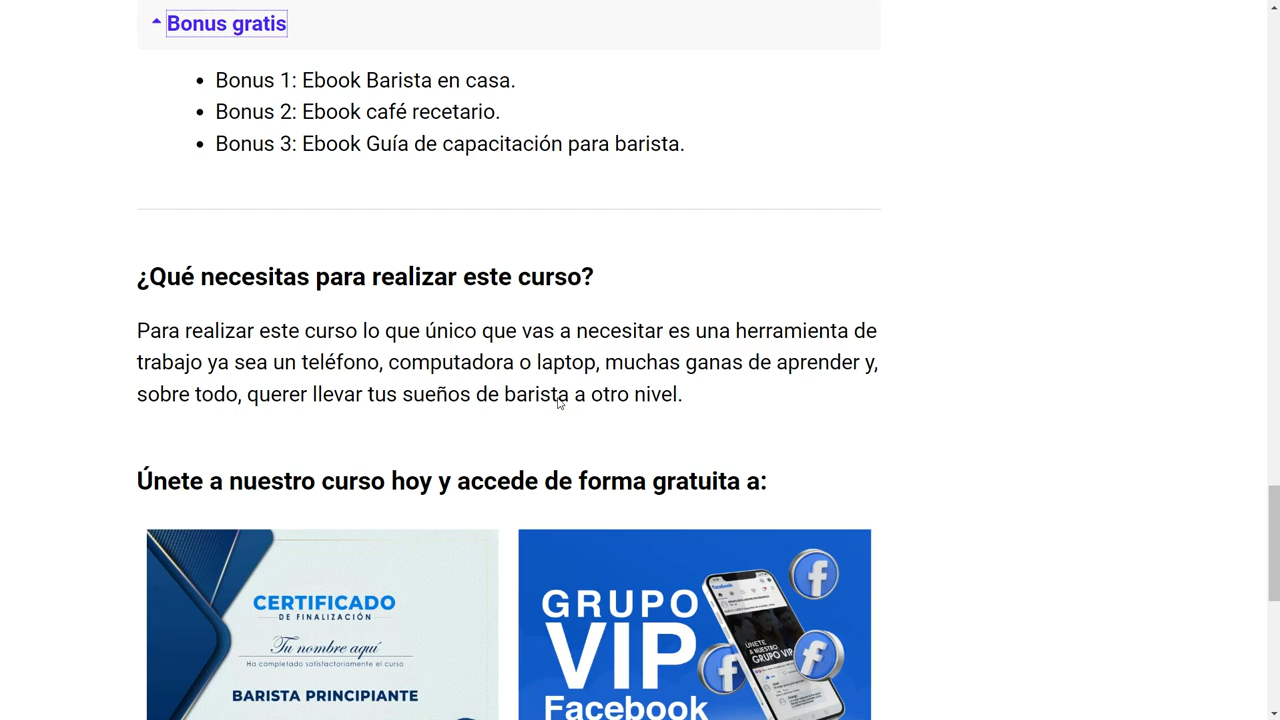 Bonus gratis
Bonus 1: Ebook Barista en casa.
Bonus 2: Ebook café recetario.
Bonus 3: Ebook Guía de capacitación para barista.
¿Qué necesitas para realizar este curso?
Para realizar este curso lo que único que vas a necesitar es una herramienta de
trabajo ya sea un teléfono, computadora o laptop, muchas ganas de aprender y,
sobre todo, querer llevar tus sueños de barista a otro nivel.
Únete a nuestro curso hoy y accede de forma gratuita a:
CERTIFICADO
DE FINALIZACIÓN
Tu nombre aquí
Ha completado satisfactoriamente el curso
BARISTA PRINCIPIANTE
GRUPO
VIP
Facebook
ÚNETE
A NUESTRO
GRUPO VIP